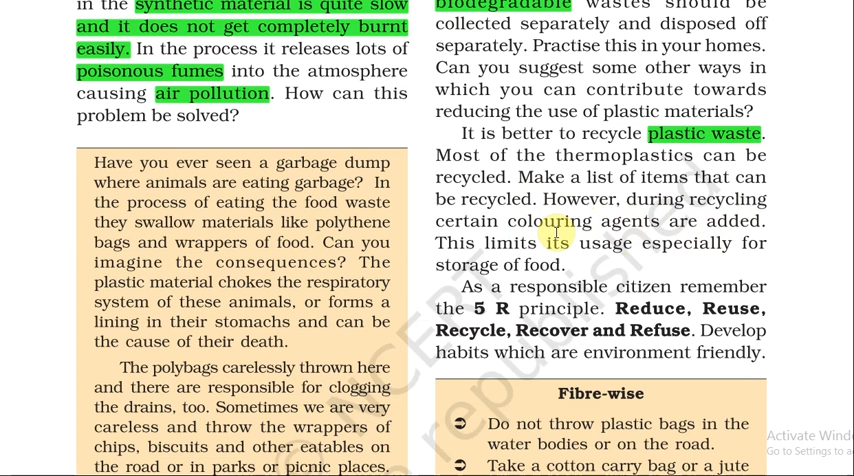 in the synthetic material is quite slow
and it does not get completely burnt
easily. In the process it releases lots of
poisonous fumes into the atmosphere
causing air pollution. How can this
problem be solved?
Have you ever seen a garbage dump
where animals are eating garbage? In
the process of eating the food waste
they swallow materials like polythene
bags and wrappers of food. Can you
imagine the consequences? The
plastic material chokes the respiratory
system of these animals, or forms a
lining in their stomachs and can be
the cause of their death.
The polybags carelessly thrown here
and there are responsible for clogging
the drains, too. Sometimes we are very
careless and throw the wrappers of
chips, biscuits and other eatables on
the road or in parks or picnic places.
biodegradable wastes should be
collected separately and disposed off
separately. Practise this in your homes.
Can you suggest some other ways in
which you can contribute towards
reducing the use of plastic materials?
It is better to recycle plastic waste.
Most of the thermoplastics can be
recycled. Make a list of items that can
be recycled. However, during recycling
certain colouring agents are added.
This limits its usage especially for
storage of food.
As a responsible citizen remember
the 5 R principle. Reduce, Reuse,
Recycle, Recover and Refuse. Develop
habits which are environment friendly.
Fibre-wise
➲ Do not throw plastic bags in the
water bodies or on the road.
➲ Take a cotton carry bag or a jute
© NCERT
republished
Activate Wind
Go to Settings to a